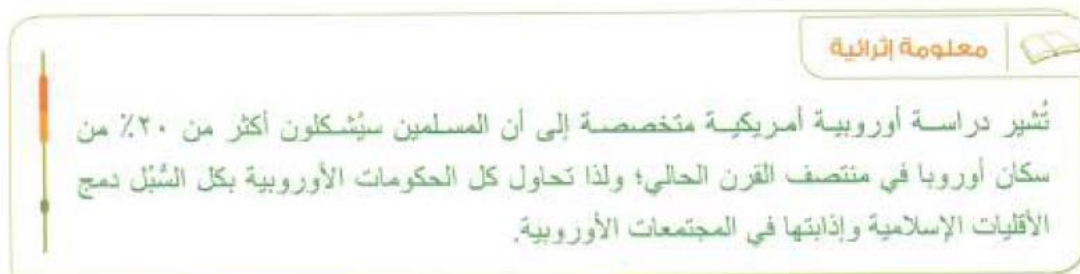 معلومة إثرائية
تُشير دراسة أوروبية أمريكية متخصصة إلى أن المسلمين سيُشكلون أكثر من ٢٠٪ من
سكان أوروبا في منتصف القرن الحالي؛ ولذا تحاول كل الحكومات الأوروبية بكل السُّبُل دمج
الأقليات الإسلامية وإذابتها في المجتمعات الأوروبية.